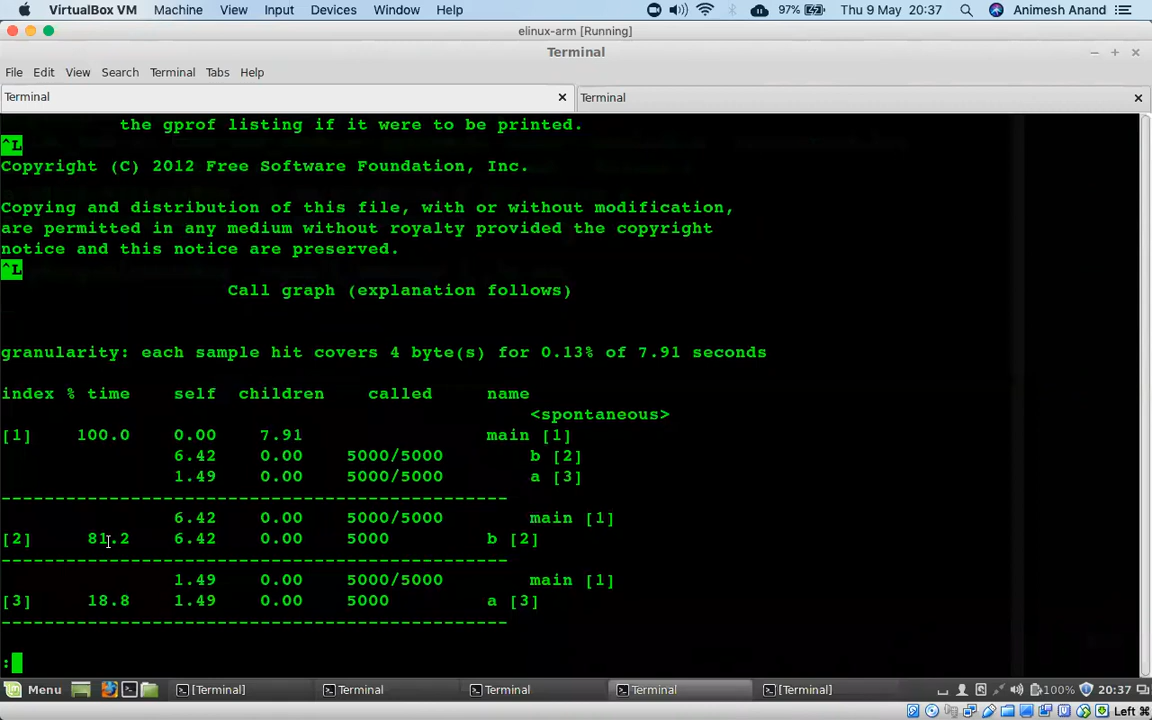 VirtualBox VM Machine View Input Devices Window Help 97% Thu 9 May 20:37 Animesh Anand
elinux-arm [Running]
Terminal
File Edit View Search Terminal Tabs Help
Terminal Terminal
the gprof listing if it were to be printed.
^L
Copyright (C) 2012 Free Software Foundation, Inc.
Copying and distribution of this file, with or without modification,
are permitted in any medium without royalty provided the copyright
notice and this notice are preserved.
^L
Call graph (explanation follows)
granularity: each sample hit covers 4 byte(s) for 0.13% of 7.91 seconds
index % time self children called name
<spontaneous>
[1] 100.0 0.00 7.91 main [1]
6.42 0.00 5000/5000 b [2]
1.49 0.00 5000/5000 a [3]
-----------------------------------------------
6.42 0.00 5000/5000 main [1]
[2] 81.2 6.42 0.00 5000 b [2]
-----------------------------------------------
1.49 0.00 5000/5000 main [1]
[3] 18.8 1.49 0.00 5000 a [3]
-----------------------------------------------
:
Menu [Terminal] Terminal Terminal Terminal [Terminal] 100% 20:37
Left ⌘